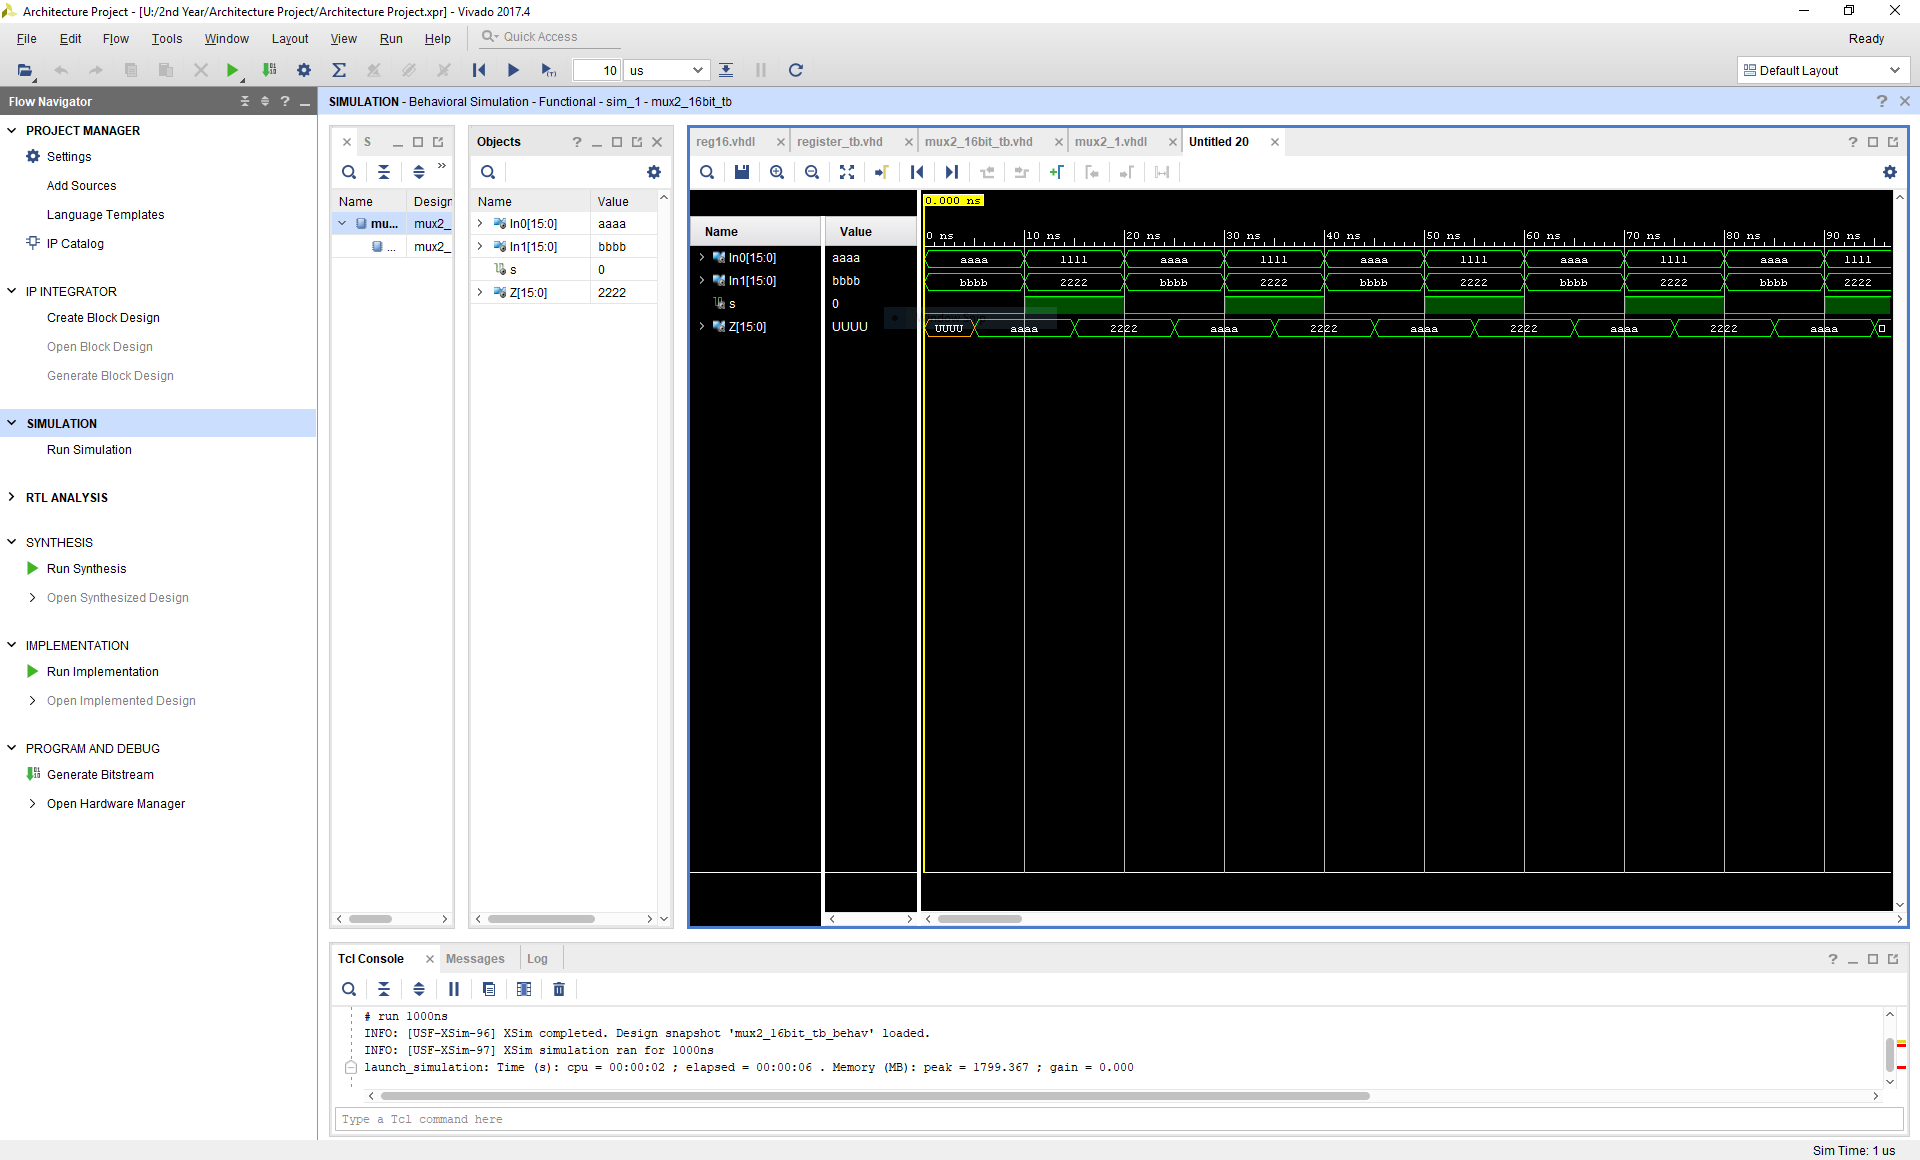 Architecture Project - [U:/2nd Year/Architecture Project/Architecture Project.xpr] - Vivado 2017.4
File Edit Flow Tools Window Layout View Run Help Quick Access Ready
10 us Default Layout
Flow Navigator
SIMULATION - Behavioral Simulation - Functional - sim_1 - mux2_16bit_tb
PROJECT MANAGER
Settings
Add Sources
Language Templates
IP Catalog
IP INTEGRATOR
Create Block Design
Open Block Design
Generate Block Design
SIMULATION
Run Simulation
RTL ANALYSIS
SYNTHESIS
Run Synthesis
Open Synthesized Design
IMPLEMENTATION
Run Implementation
Open Implemented Design
PROGRAM AND DEBUG
Generate Bitstream
Open Hardware Manager
S
Name Design
mu... mux2_
... mux2_
Objects
Name Value
In0[15:0] aaaa
In1[15:0] bbbb
s 0
Z[15:0] 2222
reg16.vhdl register_tb.vhd mux2_16bit_tb.vhd mux2_1.vhdl Untitled 20
0.000 ns
Name Value
0 ns 10 ns 20 ns 30 ns 40 ns 50 ns 60 ns 70 ns 80 ns 90 ns
In0[15:0] aaaa aaaa 1111 aaaa 1111 aaaa 1111 aaaa 1111 aaaa 1111
In1[15:0] bbbb bbbb 2222 bbbb 2222 bbbb 2222 bbbb 2222 bbbb 2222
s 0
Z[15:0] UUUU UUUU aaaa 2222 aaaa 2222 aaaa 2222 aaaa 2222 aaaa
Tcl Console Messages Log
# run 1000ns
INFO: [USF-XSim-96] XSim completed. Design snapshot 'mux2_16bit_tb_behav' loaded.
INFO: [USF-XSim-97] XSim simulation ran for 1000ns
launch_simulation: Time (s): cpu = 00:00:02 ; elapsed = 00:00:06 . Memory (MB): peak = 1799.367 ; gain = 0.000
Type a Tcl command here
Sim Time: 1 us